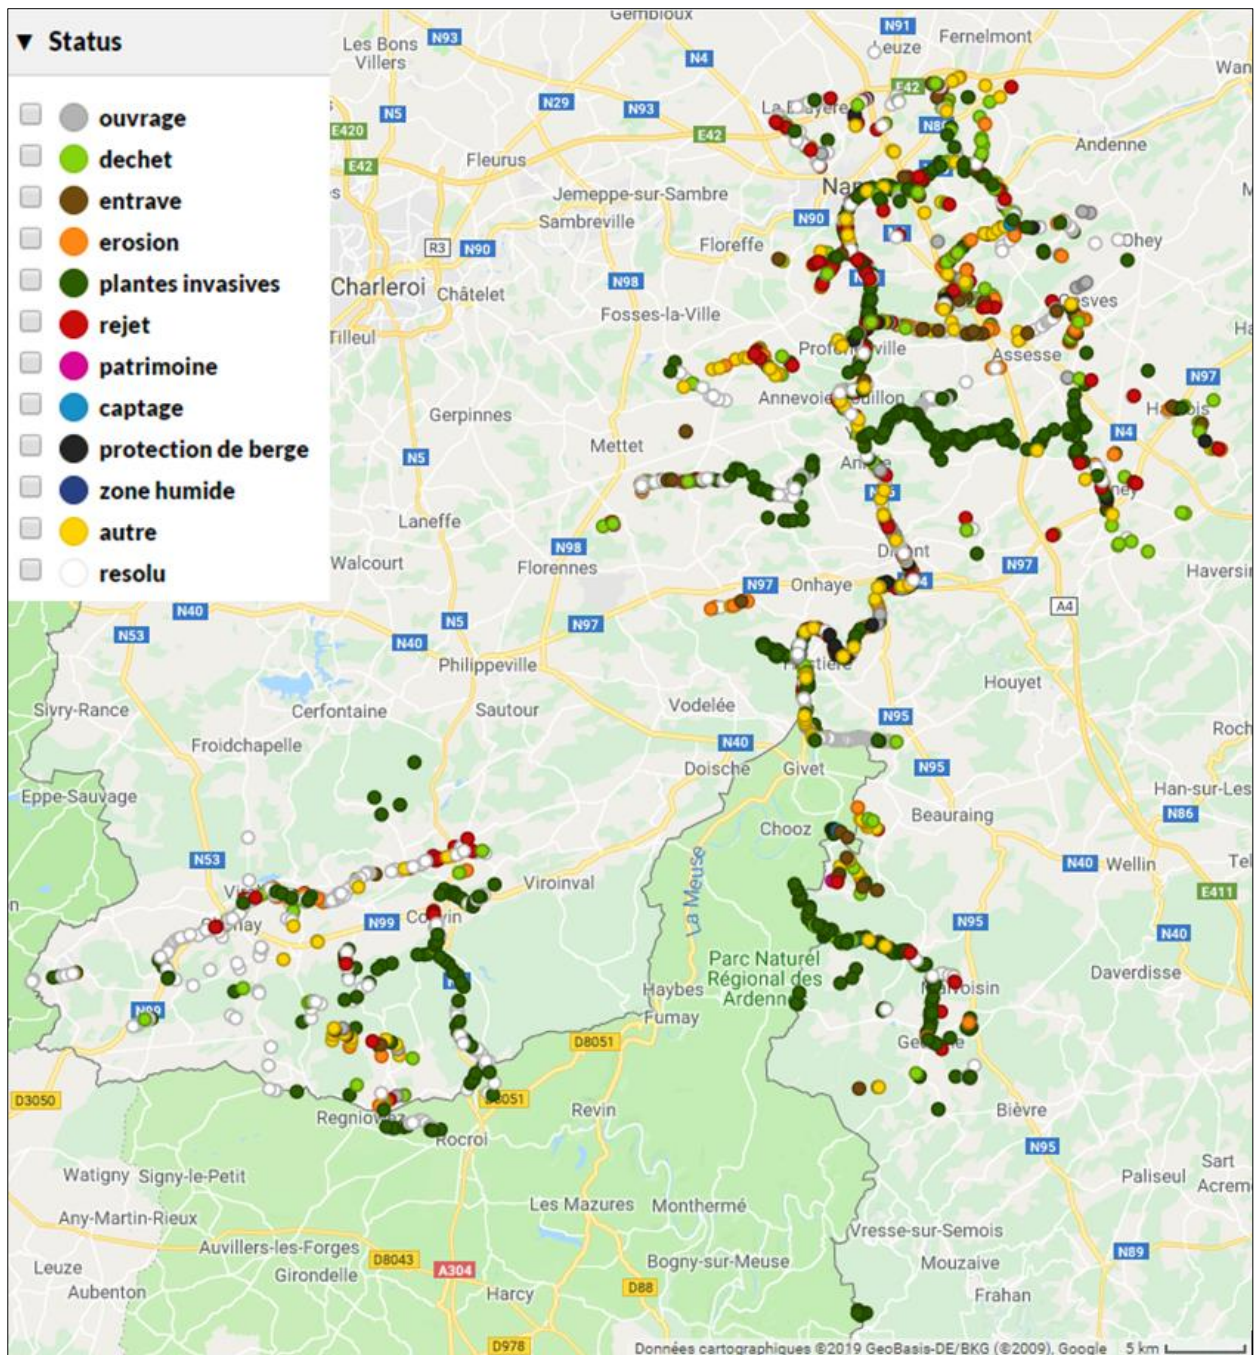 ▼ Status
ouvrage
dechet
entrave
erosion
plantes invasives
rejet
patrimoine
captage
protection de berge
zone humide
autre
resolu
Gembloux
N91
Fernelmont
N93
Les Bons
Villers
N4
Wan
E42
N29
N93
N5
E420
E42
Andenne
E42
Fleurus
Jemeppe-sur-Sambre
N90
Sambreville
Floreffe
Ohey
R3
N90
N98
Charleroi
Châtelet
Fosses-la-Ville
Assesse
N97
Gerpinnes
N4
Mettet
N5
Laneffe
N98
Walcourt
Florennes
N97
Onhaye
N97
Haversin
A4
N40
N53
N5
N97
N40
Philippeville
Houyet
Vodelée
Sivry-Rance
Cerfontaine
Sautour
N95
Roch
Froidchapelle
N40
Doische
Givet
N95
Eppe-Sauvage
Han-sur-Les
Chooz
Beauraing
N86
N53
N40
Wellin
Tel
E411
Viroinval
La Meuse
N99
N95
N40
Parc Naturel
Régional des
Haybes
Daverdisse
Fumay
D8051
D3050
Revin
Bièvre
Rocroi
N95
Watigny
Signy-le-Petit
Paliseul
Sart
Acrem
Les Mazures
Monthermé
Any-Martin-Rieux
Vresse-sur-Semois
N89
Auvillers-les-Forges
D8043
Leuze
Girondelle
A304
Bogny-sur-Meuse
Mouzaive
Aubenton
Harcy
D88
Frahan
D978
Données cartographiques ©2019 GeoBasis-DE/BKG (©2009), Google
5 km